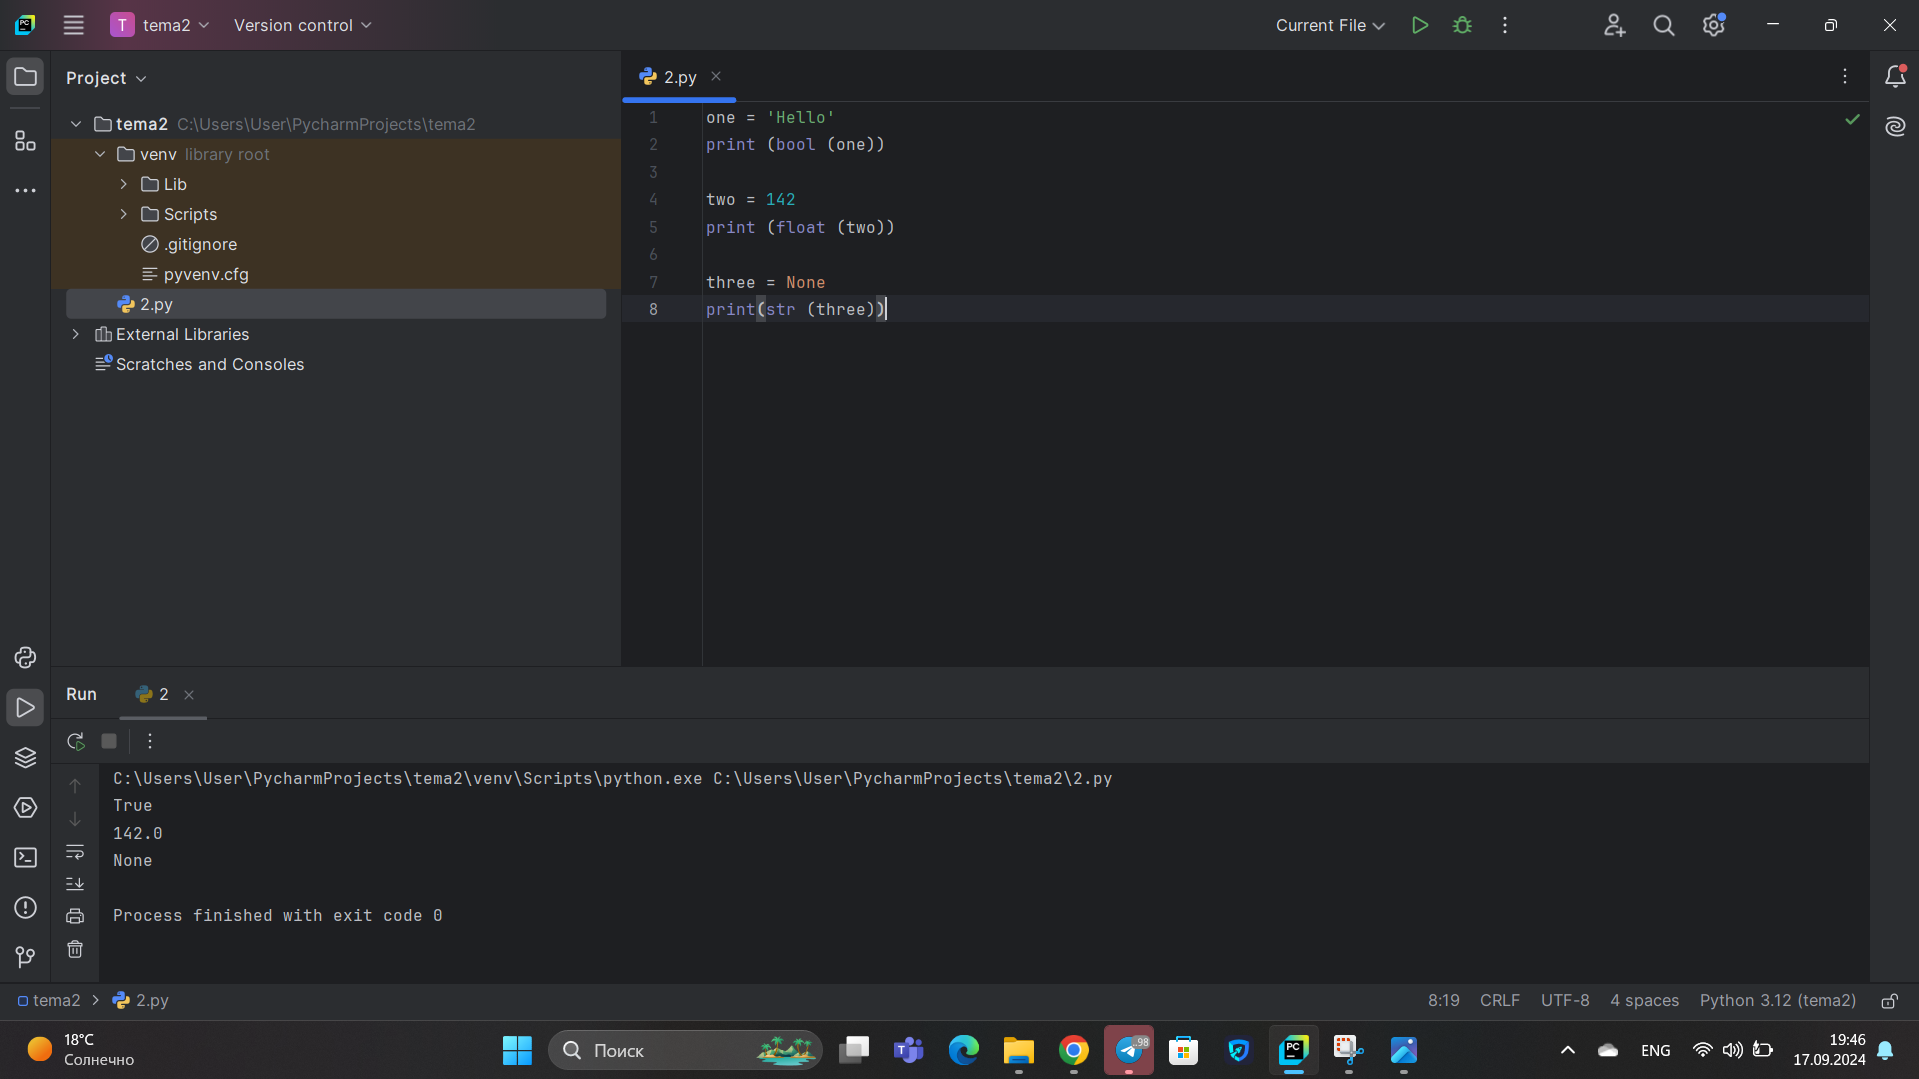 PC
T tema2 Version control Current File
Project
2.py
tema2 C:\Users\User\PycharmProjects\tema2
venv library root
Lib
Scripts
.gitignore
pyvenv.cfg
2.py
External Libraries
Scratches and Consoles
1 one = 'Hello'
2 print (bool (one))
3
4 two = 142
5 print (float (two))
6
7 three = None
8 print(str (three))
Run 2
C:\Users\User\PycharmProjects\tema2\venv\Scripts\python.exe C:\Users\User\PycharmProjects\tema2\2.py
True
142.0
None
Process finished with exit code 0
tema2 2.py 8:19 CRLF UTF-8 4 spaces Python 3.12 (tema2)
18°C
Солнечно
Поиск
T
..98
PC
ENG
19:46
17.09.2024